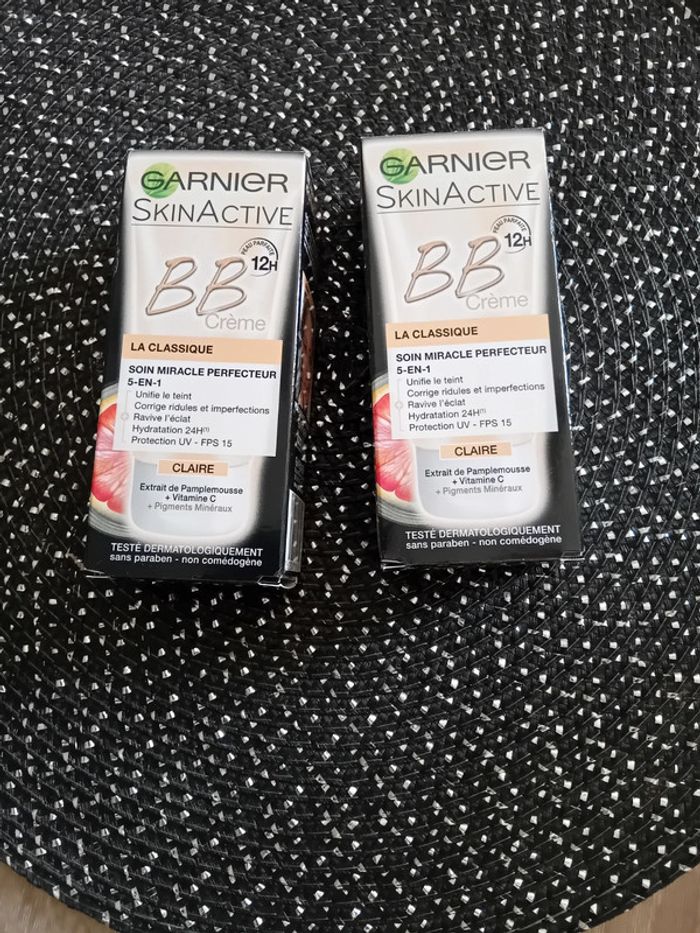 GARNIER
SKINACTIVE
PEAU PARFAITE
12H
BB
Crème
LA CLASSIQUE
SOIN MIRACLE PERFECTEUR
5-EN-1
Unifie le teint
Corrige ridules et imperfections
Ravive l'éclat
Hydratation 24H(1)
Protection UV - FPS 15
CLAIRE
Extrait de Pamplemousse
+ Vitamine C
+ Pigments Minéraux
TESTÉ DERMATOLOGIQUEMENT
sans paraben - non comédogène
GARNIER
SKINACTIVE
PEAU PARFAITE
12H
BB
Crème
LA CLASSIQUE
SOIN MIRACLE PERFECTEUR
5-EN-1
Unifie le teint
Corrige ridules et imperfections
Ravive l'éclat
Hydratation 24H(1)
Protection UV - FPS 15
CLAIRE
Extrait de Pamplemousse
+ Vitamine C
+ Pigments Minéraux
TESTÉ DERMATOLOGIQUEMENT
sans paraben - non comédogène